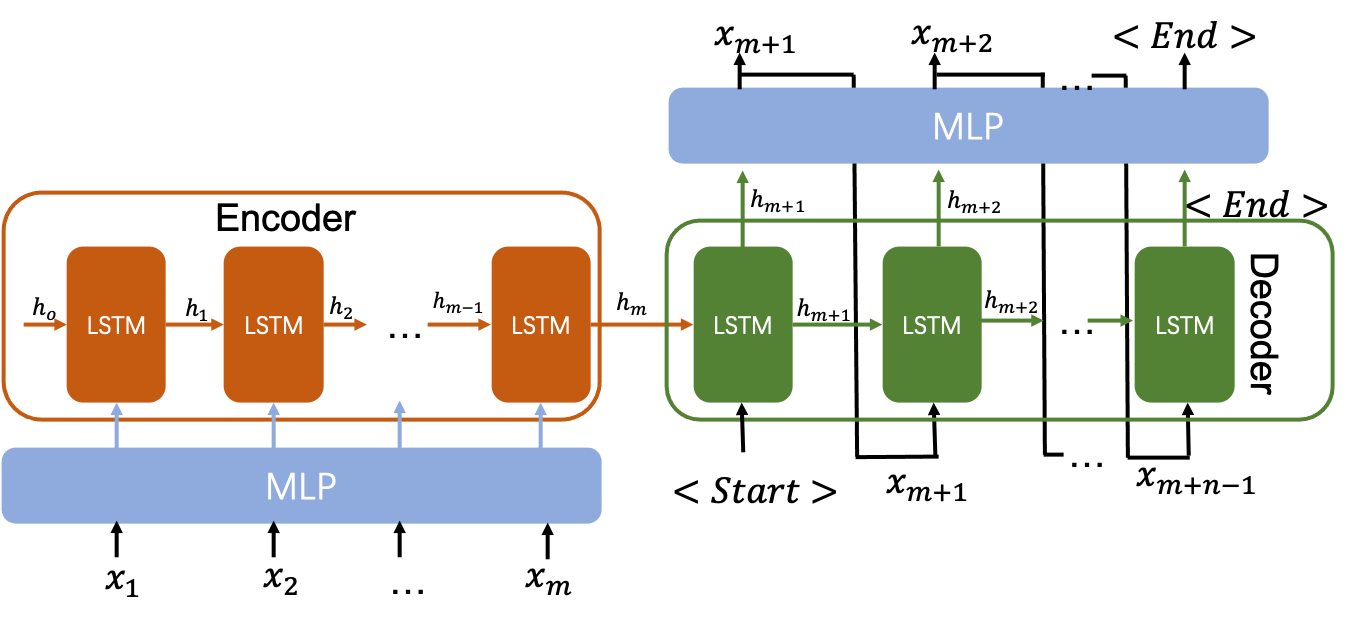 x_{m+1} x_{m+2} < End >
...
MLP
h_{m+1} h_{m+2} < End >
Encoder
Decoder
h_o LSTM h_1 LSTM h_2 ... h_{m-1} LSTM h_m LSTM h_{m+1} LSTM h_{m+2} ... LSTM
MLP
< Start > x_{m+1} ... x_{m+n-1}
x_1 x_2 ... x_m